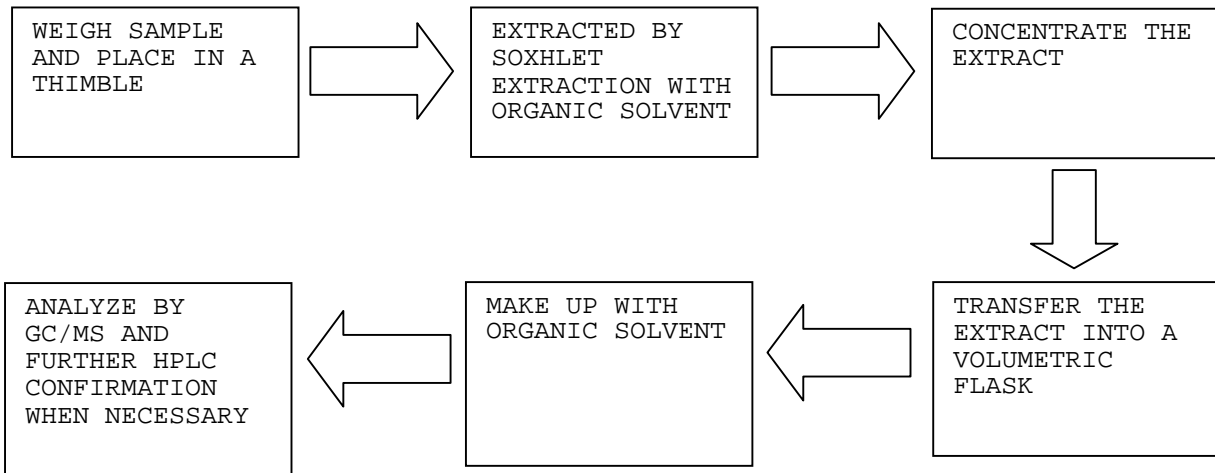 WEIGH SAMPLE
AND PLACE IN A
THIMBLE
EXTRACTED BY
SOXHLET
EXTRACTION WITH
ORGANIC SOLVENT
CONCENTRATE THE
EXTRACT
TRANSFER THE
EXTRACT INTO A
VOLUMETRIC
FLASK
MAKE UP WITH
ORGANIC SOLVENT
ANALYZE BY
GC/MS AND
FURTHER HPLC
CONFIRMATION
WHEN NECESSARY